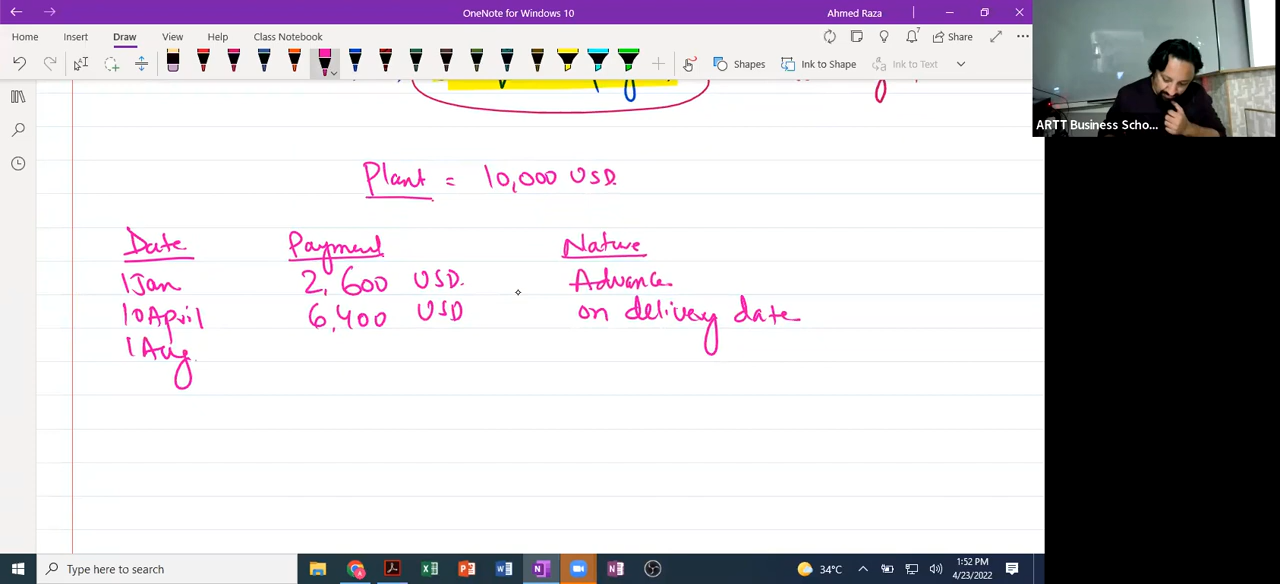 OneNote for Windows 10
Ahmed Raza
Home Insert Draw View Help Class Notebook
Share
Shapes Ink to Shape Ink to Text
ARTT Business Scho...
Plant = 10,000 USD.
Date Payment Nature
1 Jan 2,600 USD. Advance
10 April 6,400 USD on delivery date
1 Aug
Type here to search
34°C
1:52 PM
4/23/2022